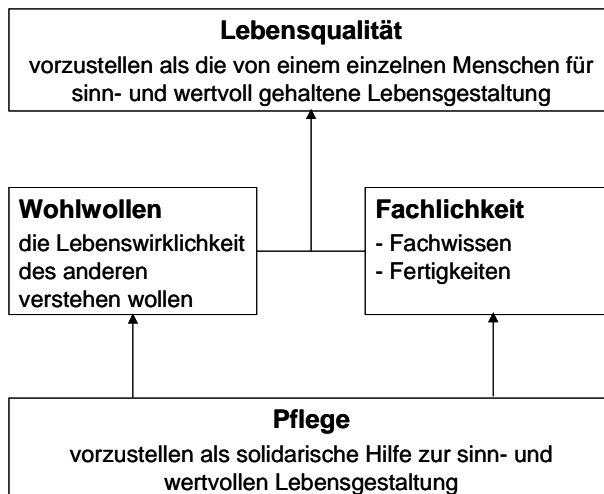 Lebensqualität
vorzustellen als die von einem einzelnen Menschen für
sinn- und wertvoll gehaltene Lebensgestaltung
Wohlwollen
die Lebenswirklichkeit
des anderen
verstehen wollen
Fachlichkeit
- Fachwissen
- Fertigkeiten
Pflege
vorzustellen als solidarische Hilfe zur sinn- und
wertvollen Lebensgestaltung